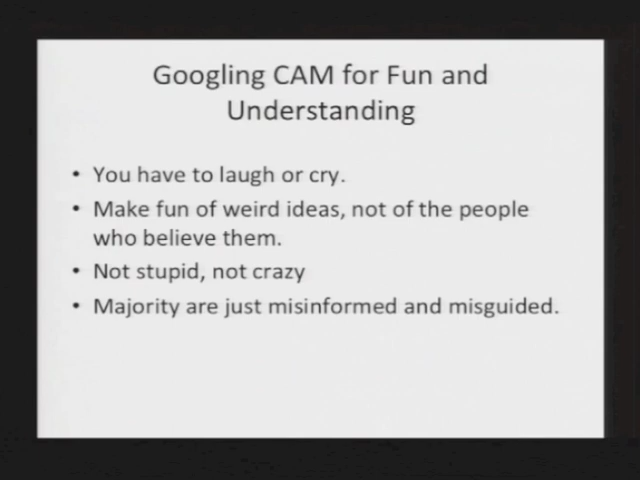 Googling CAM for Fun and
Understanding
• You have to laugh or cry.
• Make fun of weird ideas, not of the people
who believe them.
• Not stupid, not crazy
• Majority are just misinformed and misguided.